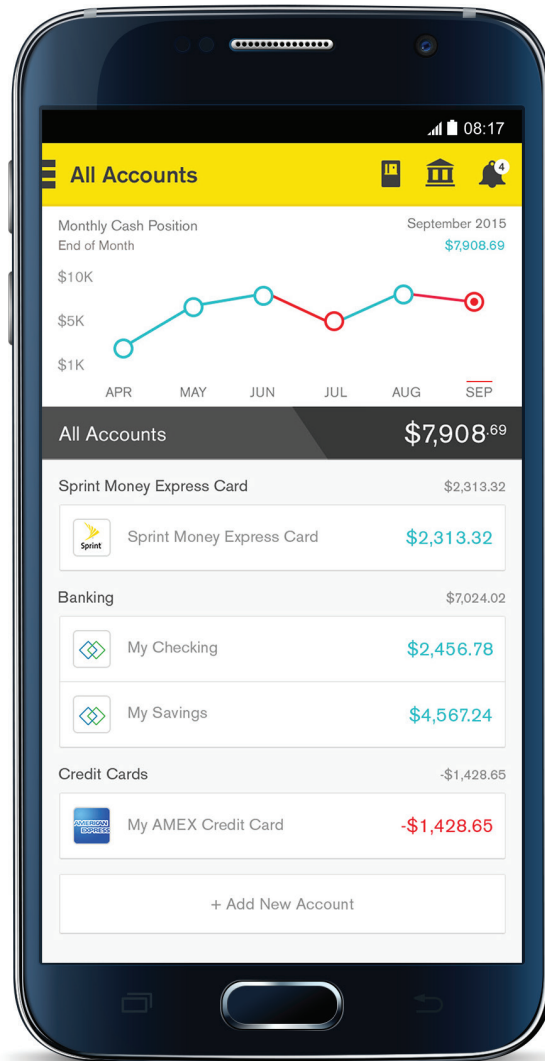 08:17
All Accounts
4
Monthly Cash Position September 2015
End of Month $7,908.69
$10K
$5K
$1K
APR MAY JUN JUL AUG SEP
All Accounts $7,908.69
Sprint Money Express Card $2,313.32
Sprint
Sprint Money Express Card $2,313.32
Banking $7,024.02
My Checking $2,456.78
My Savings $4,567.24
Credit Cards -$1,428.65
AMERICAN
EXPRESS
My AMEX Credit Card -$1,428.65
+ Add New Account